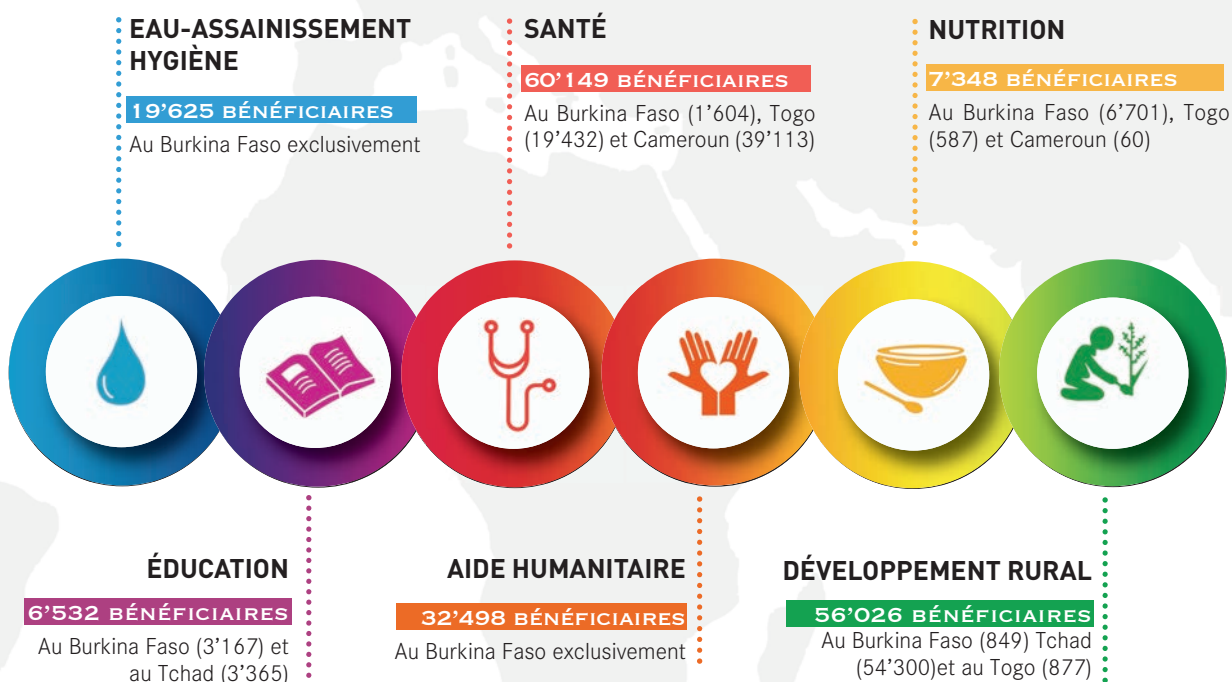 EAU-ASSAINISSEMENT
HYGIÈNE
19’625 BÉNÉFICIAIRES
Au Burkina Faso exclusivement
SANTÉ
60’149 BÉNÉFICIAIRES
Au Burkina Faso (1’604), Togo
(19’432) et Cameroun (39’113)
NUTRITION
7’348 BÉNÉFICIAIRES
Au Burkina Faso (6’701), Togo
(587) et Cameroun (60)
ÉDUCATION
6’532 BÉNÉFICIAIRES
Au Burkina Faso (3’167) et
au Tchad (3’365)
AIDE HUMANITAIRE
32’498 BÉNÉFICIAIRES
Au Burkina Faso exclusivement
DÉVELOPPEMENT RURAL
56’026 BÉNÉFICIAIRES
Au Burkina Faso (849) Tchad
(54’300)et au Togo (877)